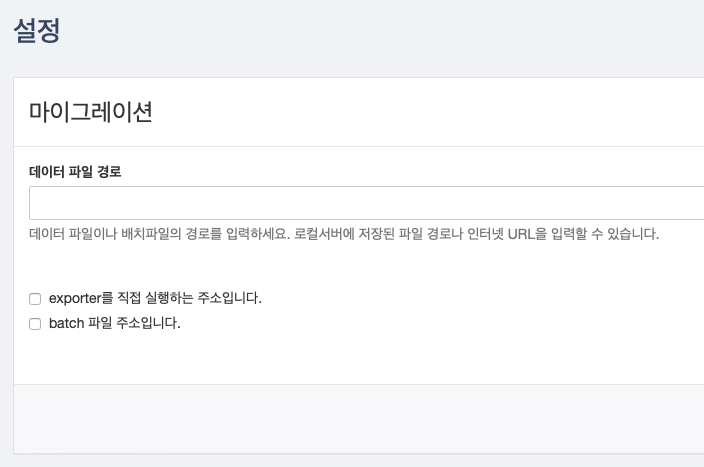 설정
마이그레이션
데이터 파일 경로
데이터 파일이나 배치파일의 경로를 입력하세요. 로컬서버에 저장된 파일 경로나 인터넷 URL을 입력할 수 있습니다.
exporter를 직접 실행하는 주소입니다.
batch 파일 주소입니다.